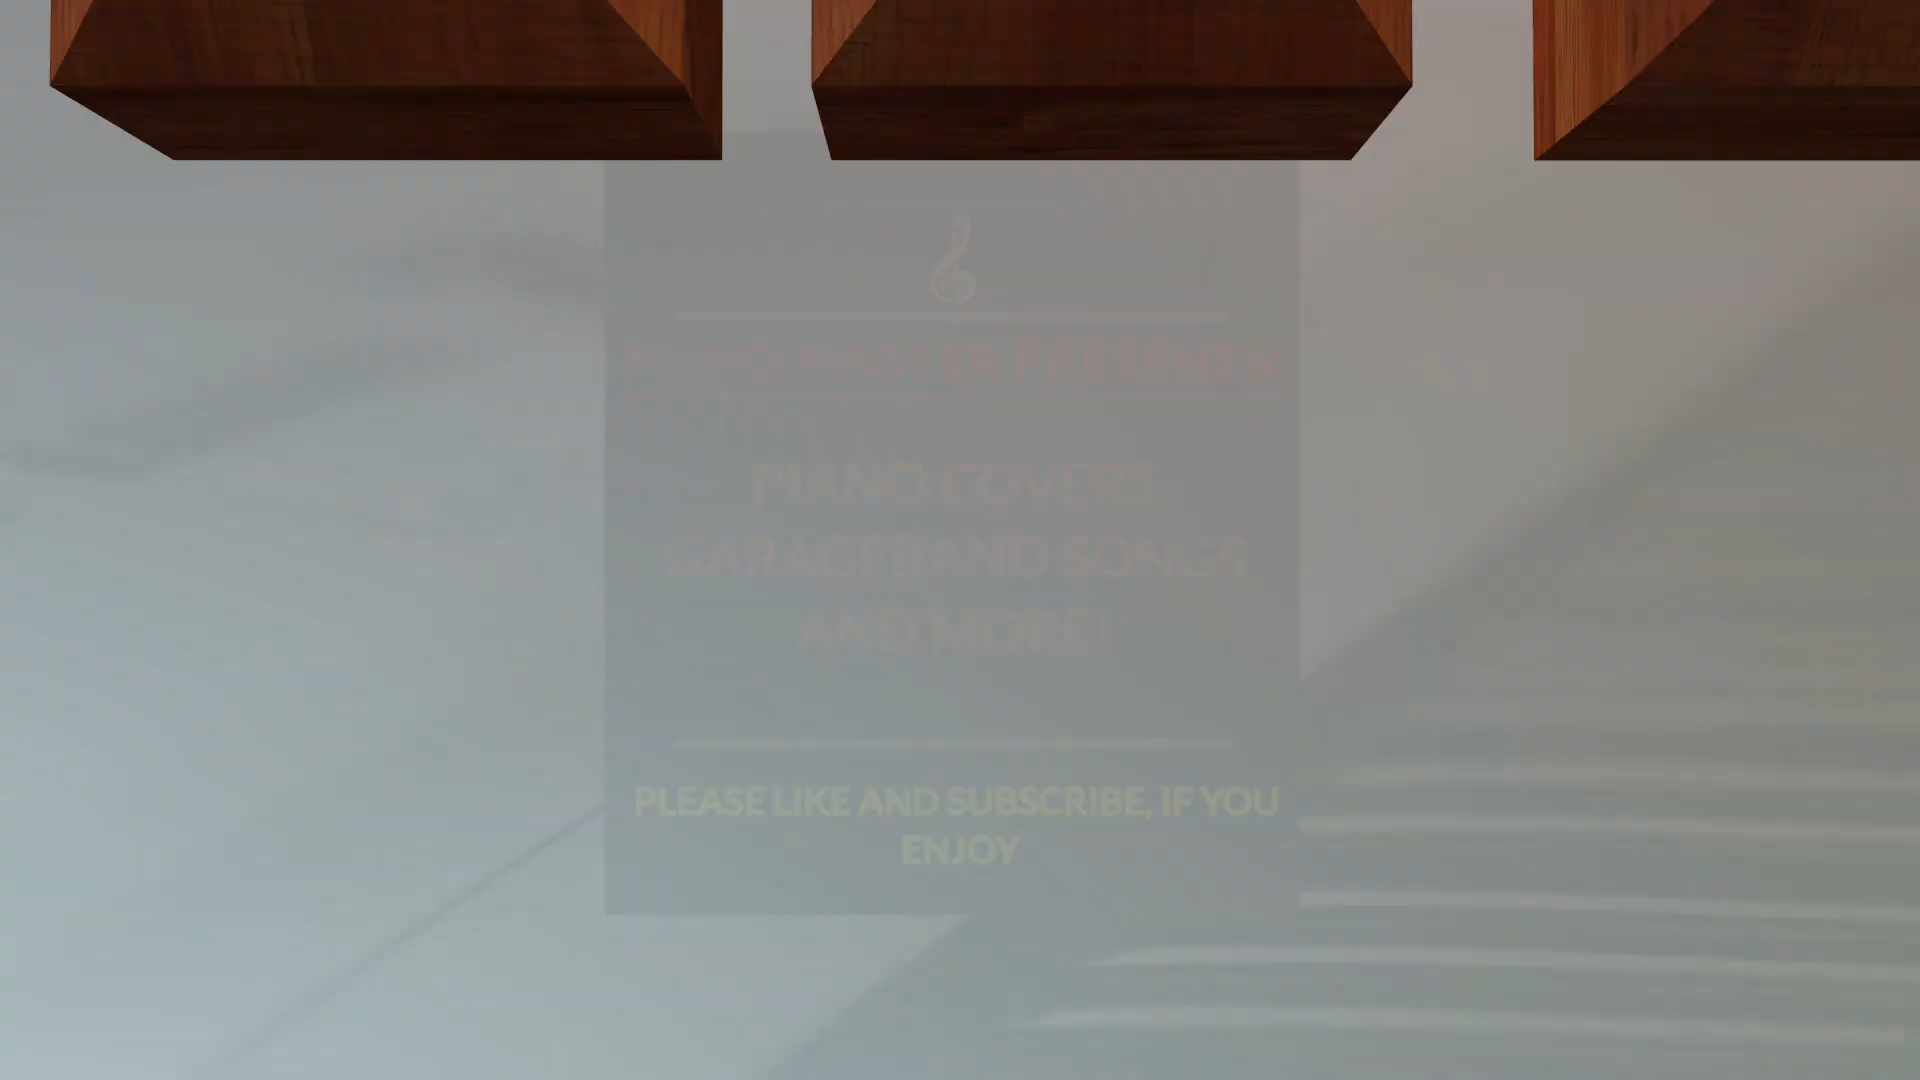 PIANO MASTER PRESENTS:
PIANO COVERS
GARAGEBAND SONGS
AND MORE!
PLEASE LIKE AND SUBSCRIBE, IF YOU
ENJOY